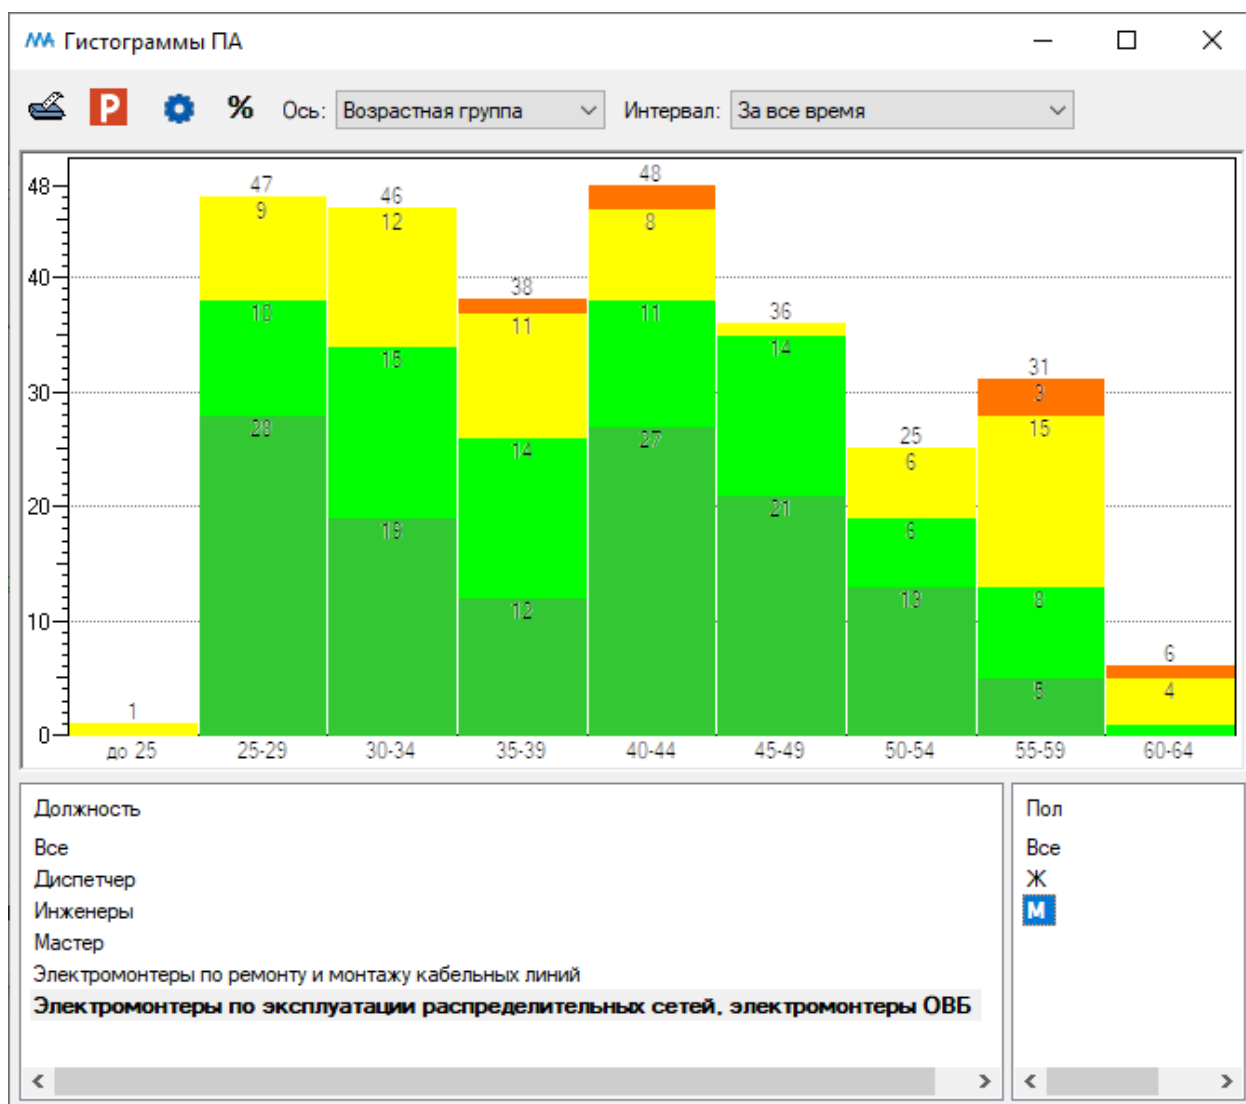 Гистограммы ПА
% Ось: Возрастная группа Интервал: За все время
48
40
30
20
10
0
1
47
9
10
28
46
12
15
19
38
11
14
12
48
8
11
27
36
14
21
25
6
6
13
31
3
15
8
5
6
4
до 25 25-29 30-34 35-39 40-44 45-49 50-54 55-59 60-64
Должность
Все
Диспетчер
Инженеры
Мастер
Электромонтеры по ремонту и монтажу кабельных линий
Электромонтеры по эксплуатации распределительных сетей, электромонтеры ОВБ
Пол
Все
Ж
М